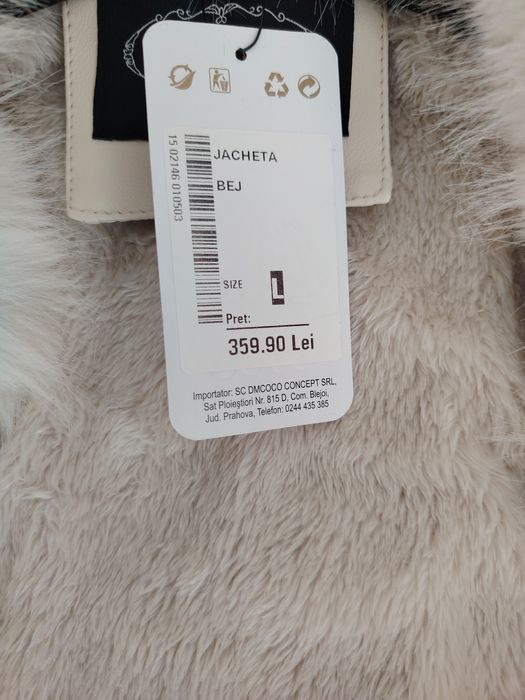 15 02146 010503
JACHETA
BEJ
SIZE L
Pret:
359.90 Lei
Importator: SC DMCOCO CONCEPT SRL,
Sat Ploieștiori Nr. 815 D, Com. Blejoi,
Jud. Prahova, Telefon: 0244 435 385